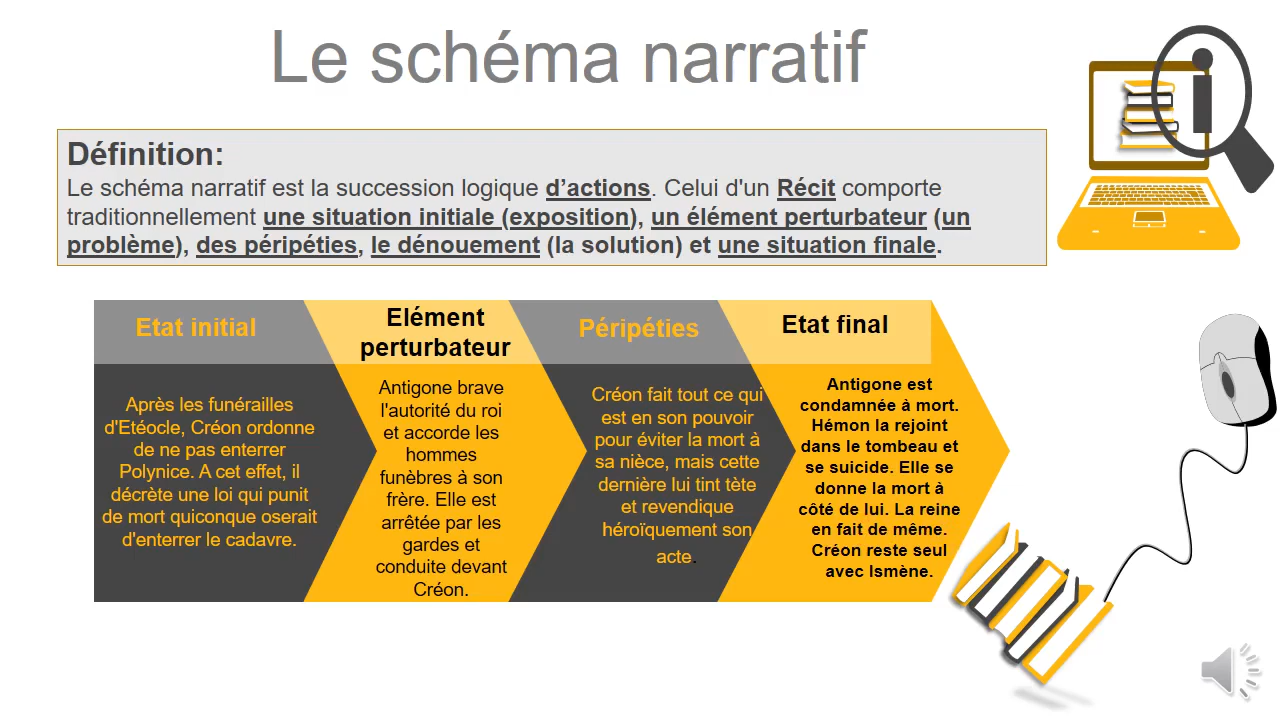 Le schéma narratif
Définition:
Le schéma narratif est la succession logique d’actions. Celui d'un Récit comporte
traditionnellement une situation initiale (exposition), un élément perturbateur (un
problème), des péripéties, le dénouement (la solution) et une situation finale.
Etat initial
Après les funérailles
d'Etéocle, Créon ordonne
de ne pas enterrer
Polynice. A cet effet, il
décrète une loi qui punit
de mort quiconque oserait
d'enterrer le cadavre.
Elément
perturbateur
Antigone brave
l'autorité du roi
et accorde les
hommes
funèbres à son
frère. Elle est
arrêtée par les
gardes et
conduite devant
Créon.
Péripéties
Créon fait tout ce qui
est en son pouvoir
pour éviter la mort à
sa nièce, mais cette
dernière lui tint tète
et revendique
héroïquement son
acte.
Etat final
Antigone est
condamnée à mort.
Hémon la rejoint
dans le tombeau et
se suicide. Elle se
donne la mort à
côté de lui. La reine
en fait de même.
Créon reste seul
avec Ismène.